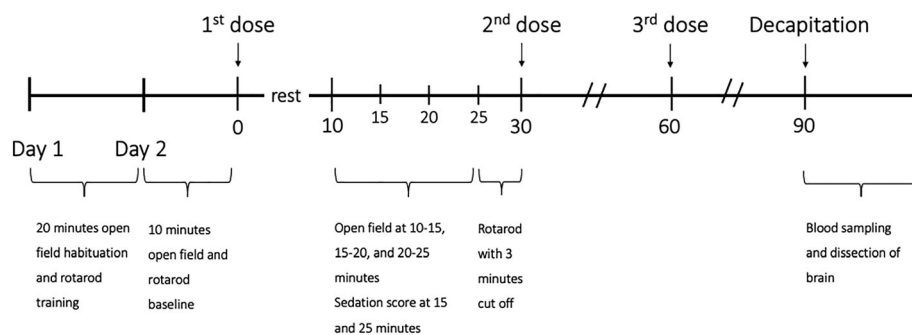 1st dose
2nd dose
3rd dose
Decapitation
rest
0
10
15
20
25
30
60
90
Day 1
Day 2
20 minutes open
field habituation
and rotarod
training
10 minutes
open field and
rotarod
baseline
Open field at 10-15,
15-20, and 20-25
minutes
Sedation score at 15
and 25 minutes
Rotarod
with 3
minutes
cut off
Blood sampling
and dissection of
brain